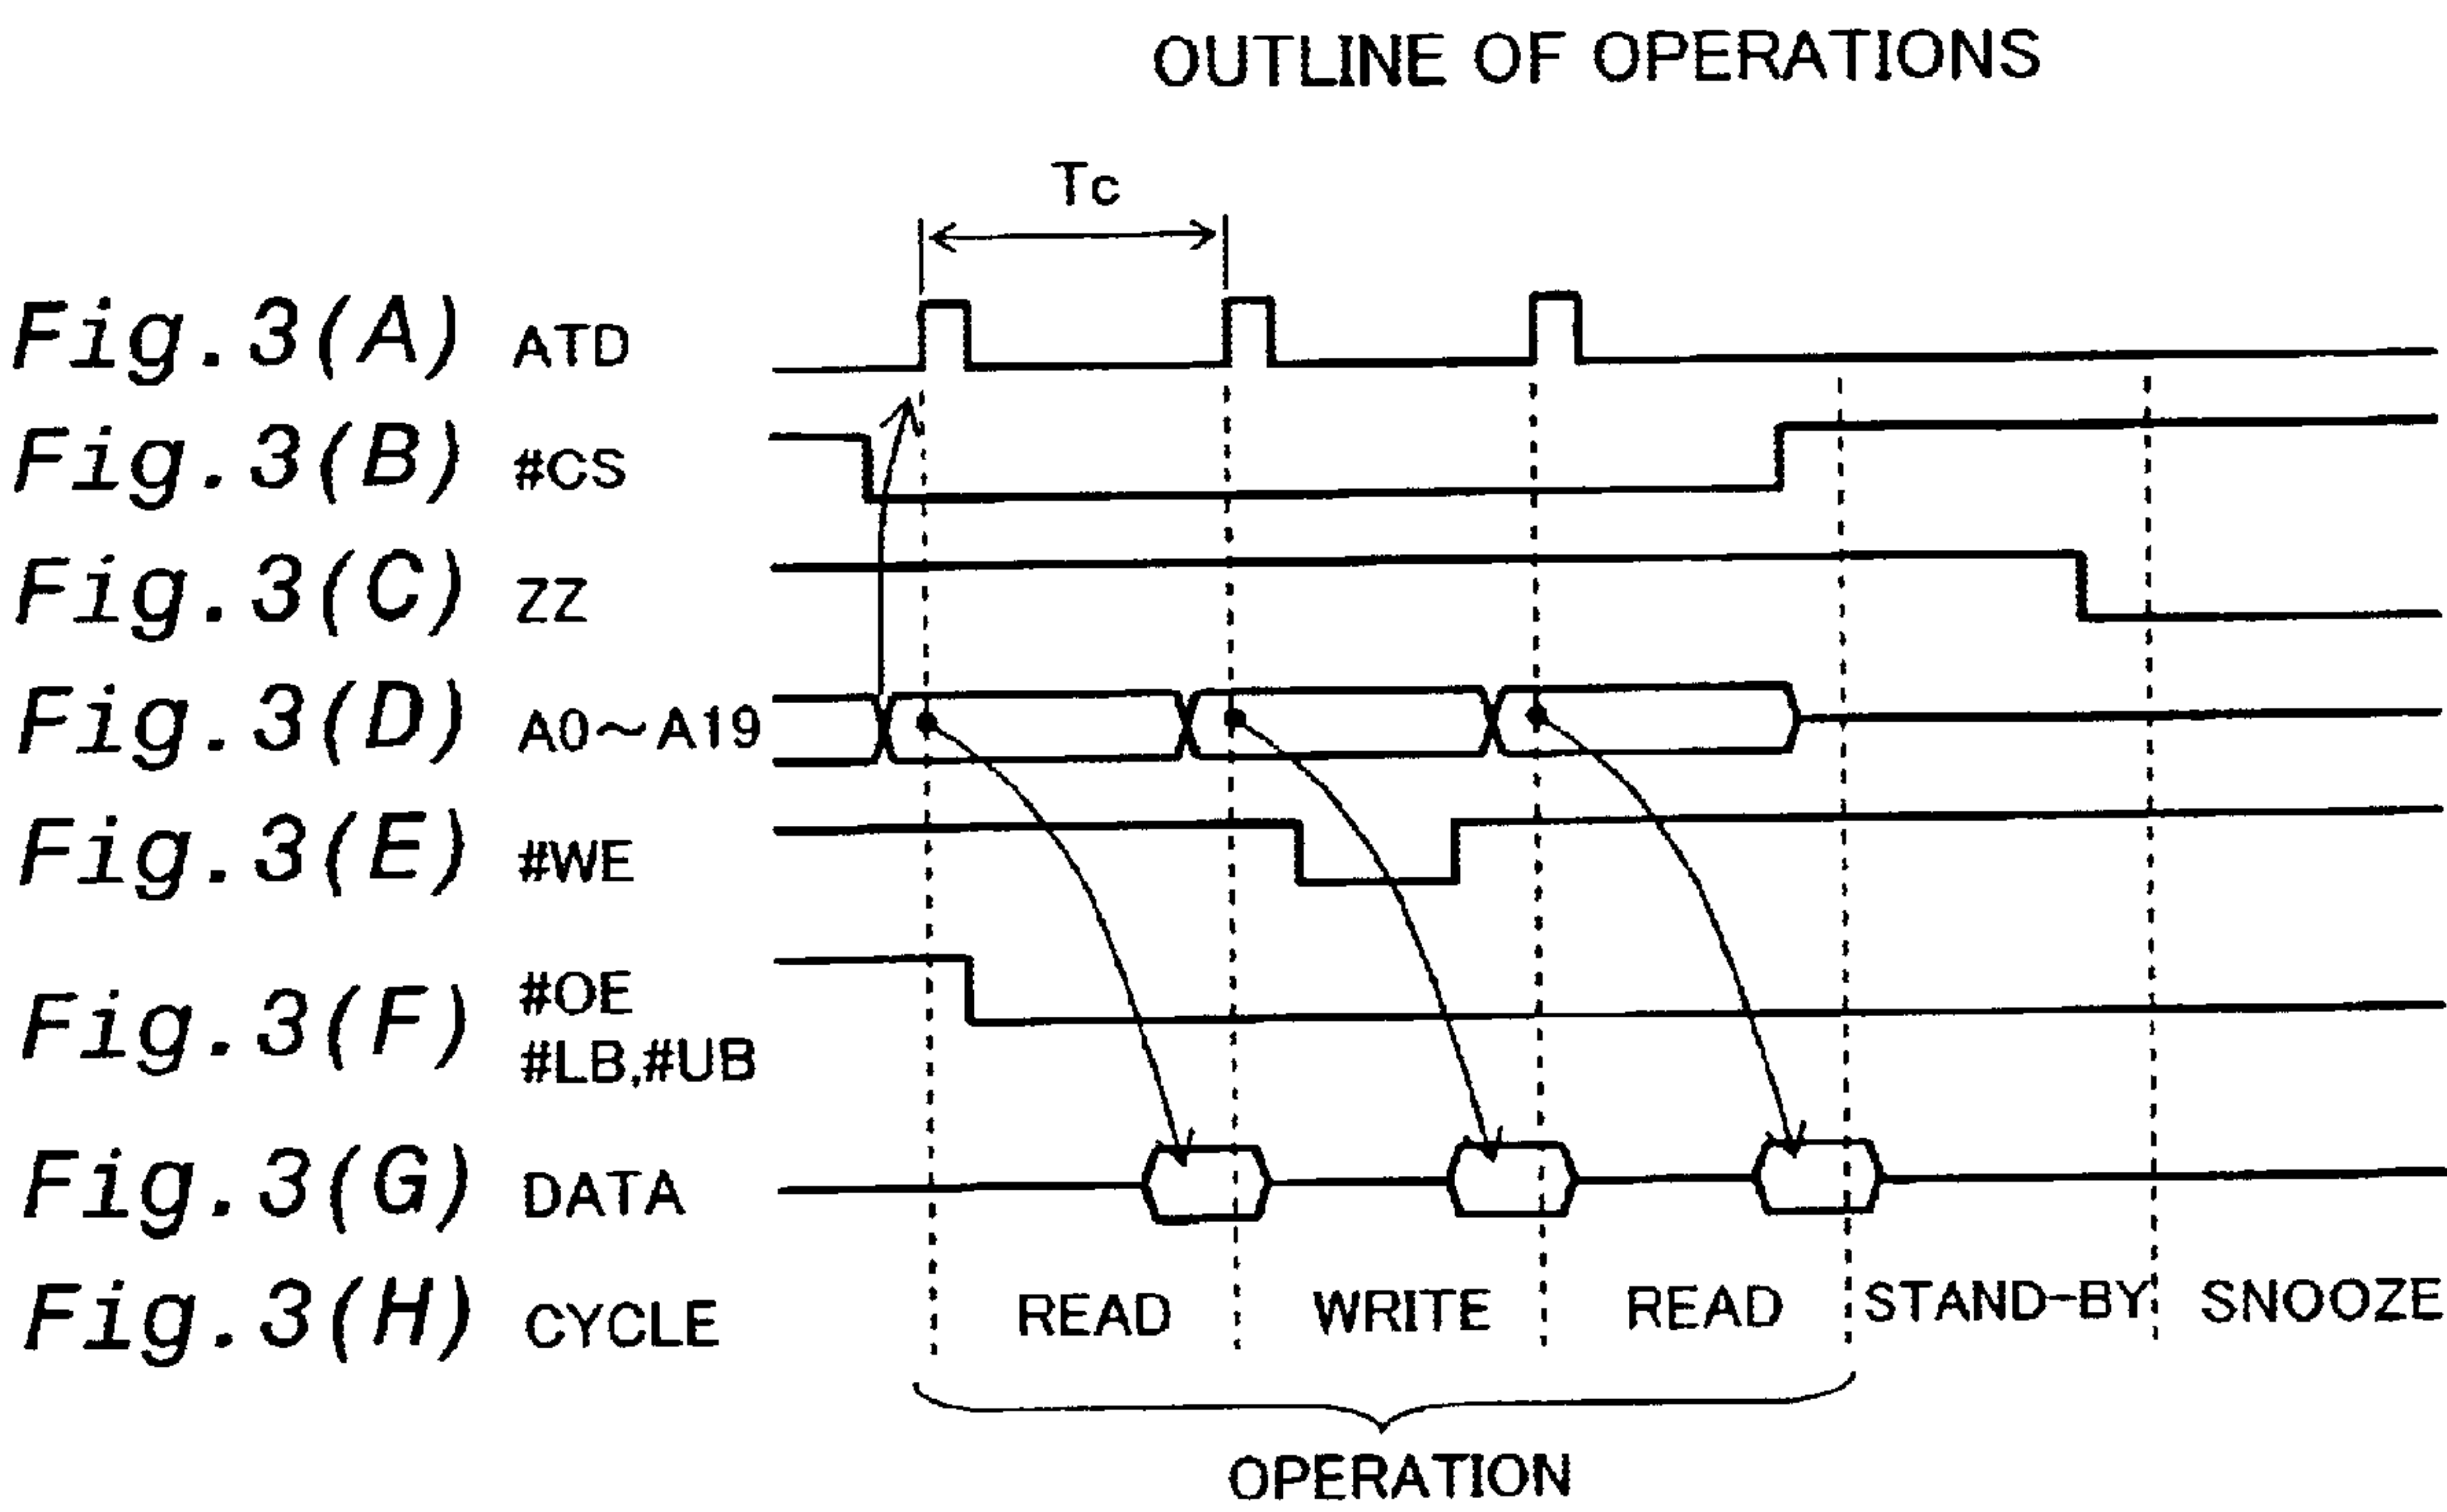 OUTLINE OF OPERATIONS
Tc
Fig.3(A) ATD
Fig.3(B) #CS
Fig.3(C) ZZ
Fig.3(D) A0~A19
Fig.3(E) #WE
Fig.3(F) #OE
#LB,#UB
Fig.3(G) DATA
Fig.3(H) CYCLE READ WRITE READ STAND-BY SNOOZE
OPERATION